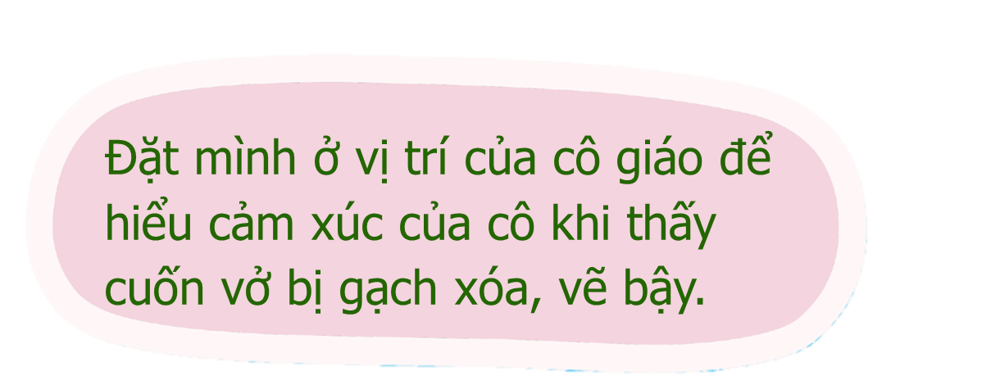 Đặt mình ở vị trí của cô giáo để
hiểu cảm xúc của cô khi thấy
cuốn vở bị gạch xóa, vẽ bậy.